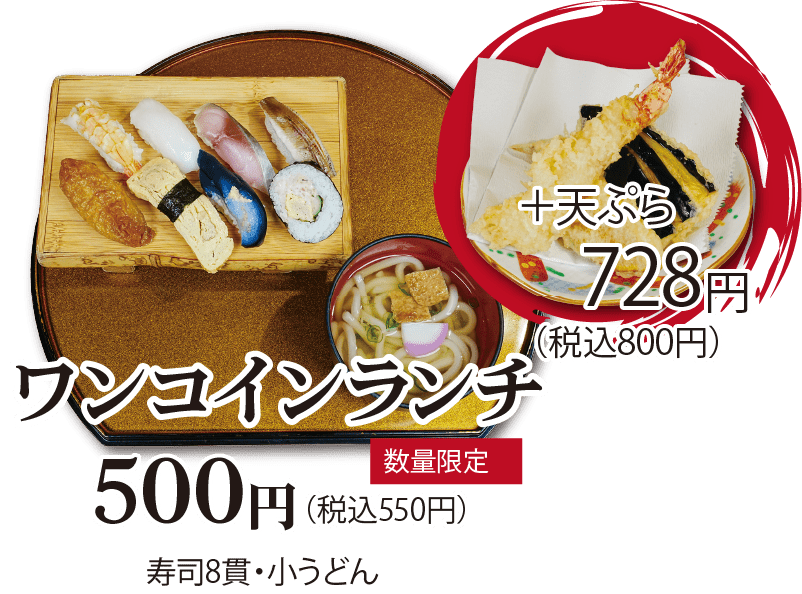 ＋天ぷら
728円
（税込800円）
ワンコインランチ
数量限定
500円（税込550円）
寿司8貫・小うどん